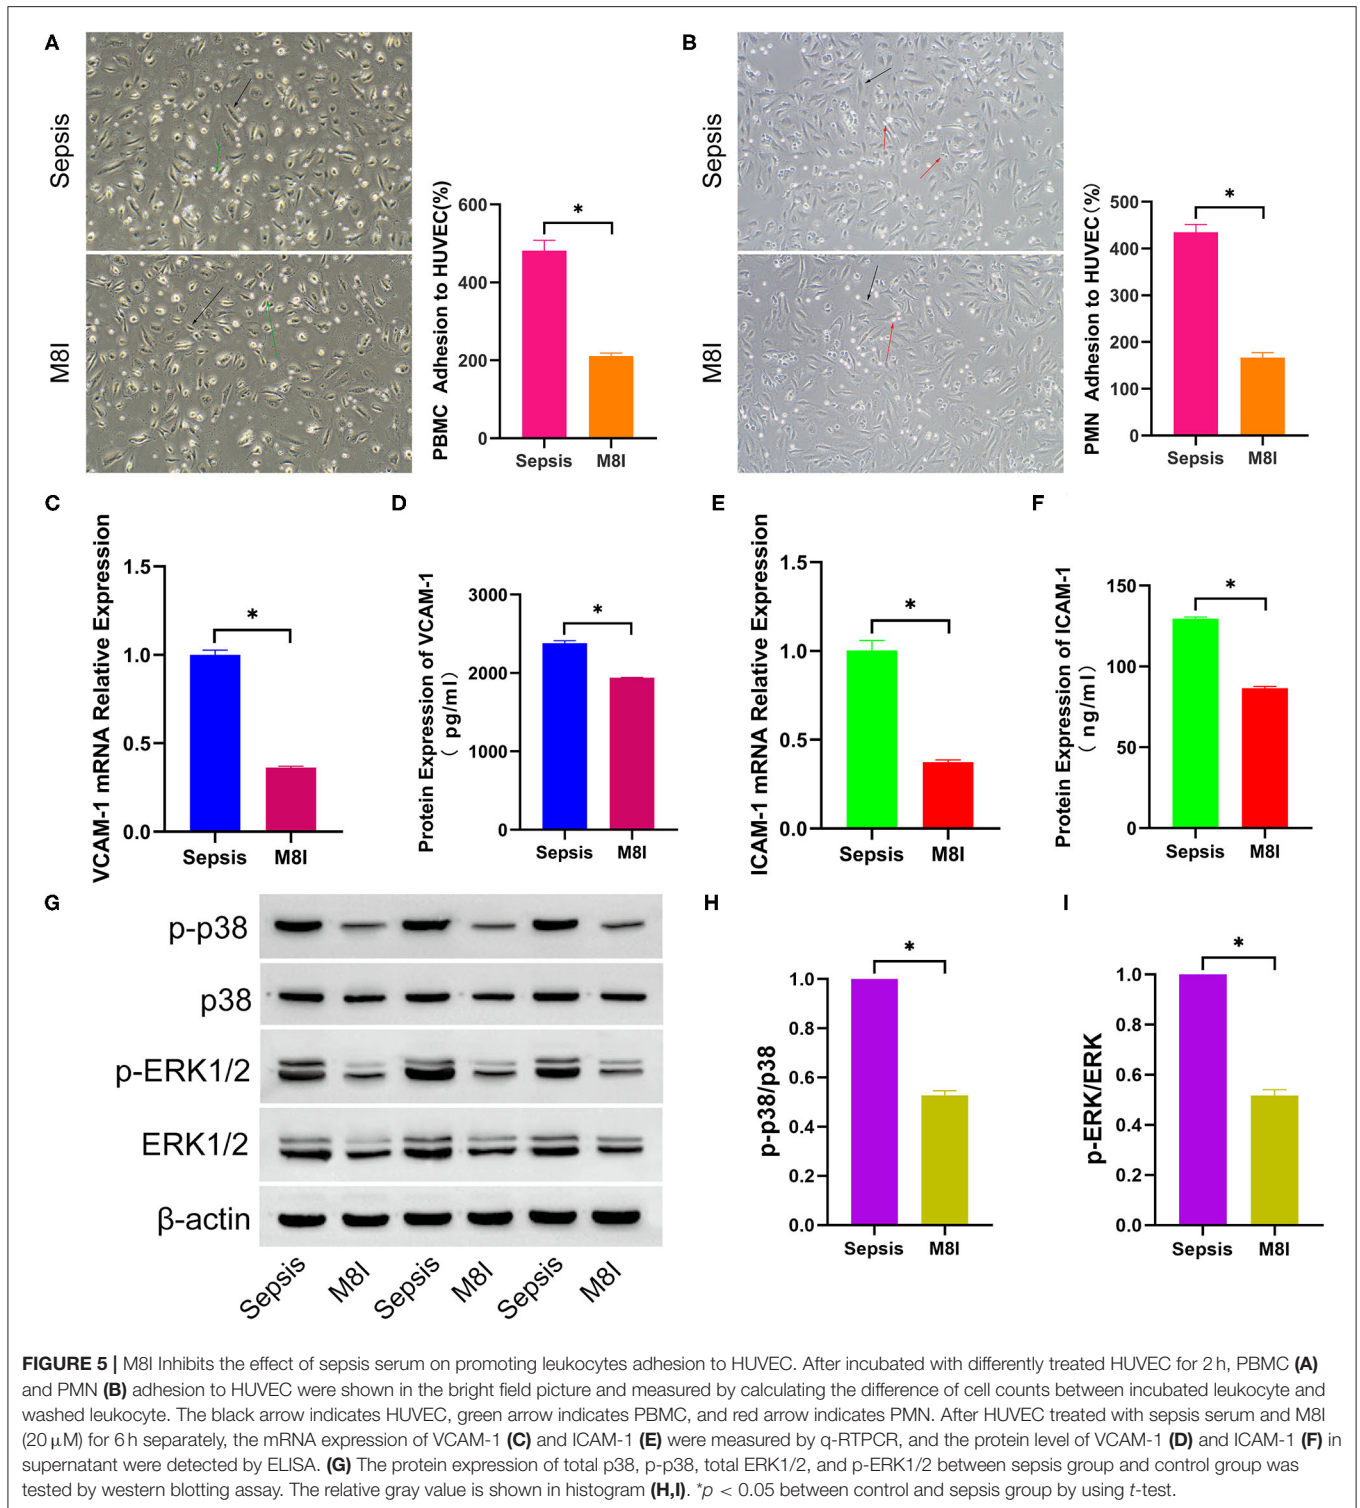 A
B
Sepsis
M8I
PBMC Adhesion to HUVEC(%)
600
400
200
0
*
Sepsis M8I
Sepsis
M8I
PMN Adhesion to HUVEC (%)
500
400
300
200
100
0
*
Sepsis M8I
C
D
E
F
VCAM-1 mRNA Relative Expression
1.5
1.0
0.5
0.0
*
Sepsis M8I
Protein Expression of VCAM-1
( pg/ml)
3000
2000
1000
0
*
Sepsis M8I
ICAM-1 mRNA Relative Expression
1.5
1.0
0.5
0.0
*
Sepsis M8I
Protein Expression of ICAM-1
( ng/ml)
150
100
50
0
*
Sepsis M8I
G
p-p38
p38
p-ERK1/2
ERK1/2
β-actin
Sepsis M8I Sepsis M8I Sepsis M8I
H
p-p38/p38
1.0
0.8
0.6
0.4
0.2
0.0
*
Sepsis M8I
I
p-ERK/ERK
1.0
0.8
0.6
0.4
0.2
0.0
*
Sepsis M8I
FIGURE 5 | M8I Inhibits the effect of sepsis serum on promoting leukocytes adhesion to HUVEC. After incubated with differently treated HUVEC for 2 h, PBMC (A)
and PMN (B) adhesion to HUVEC were shown in the bright field picture and measured by calculating the difference of cell counts between incubated leukocyte and
washed leukocyte. The black arrow indicates HUVEC, green arrow indicates PBMC, and red arrow indicates PMN. After HUVEC treated with sepsis serum and M8I
(20 μM) for 6 h separately, the mRNA expression of VCAM-1 (C) and ICAM-1 (E) were measured by q-RTPCR, and the protein level of VCAM-1 (D) and ICAM-1 (F) in
supernatant were detected by ELISA. (G) The protein expression of total p38, p-p38, total ERK1/2, and p-ERK1/2 between sepsis group and control group was
tested by western blotting assay. The relative gray value is shown in histogram (H,I). *p < 0.05 between control and sepsis group by using t-test.